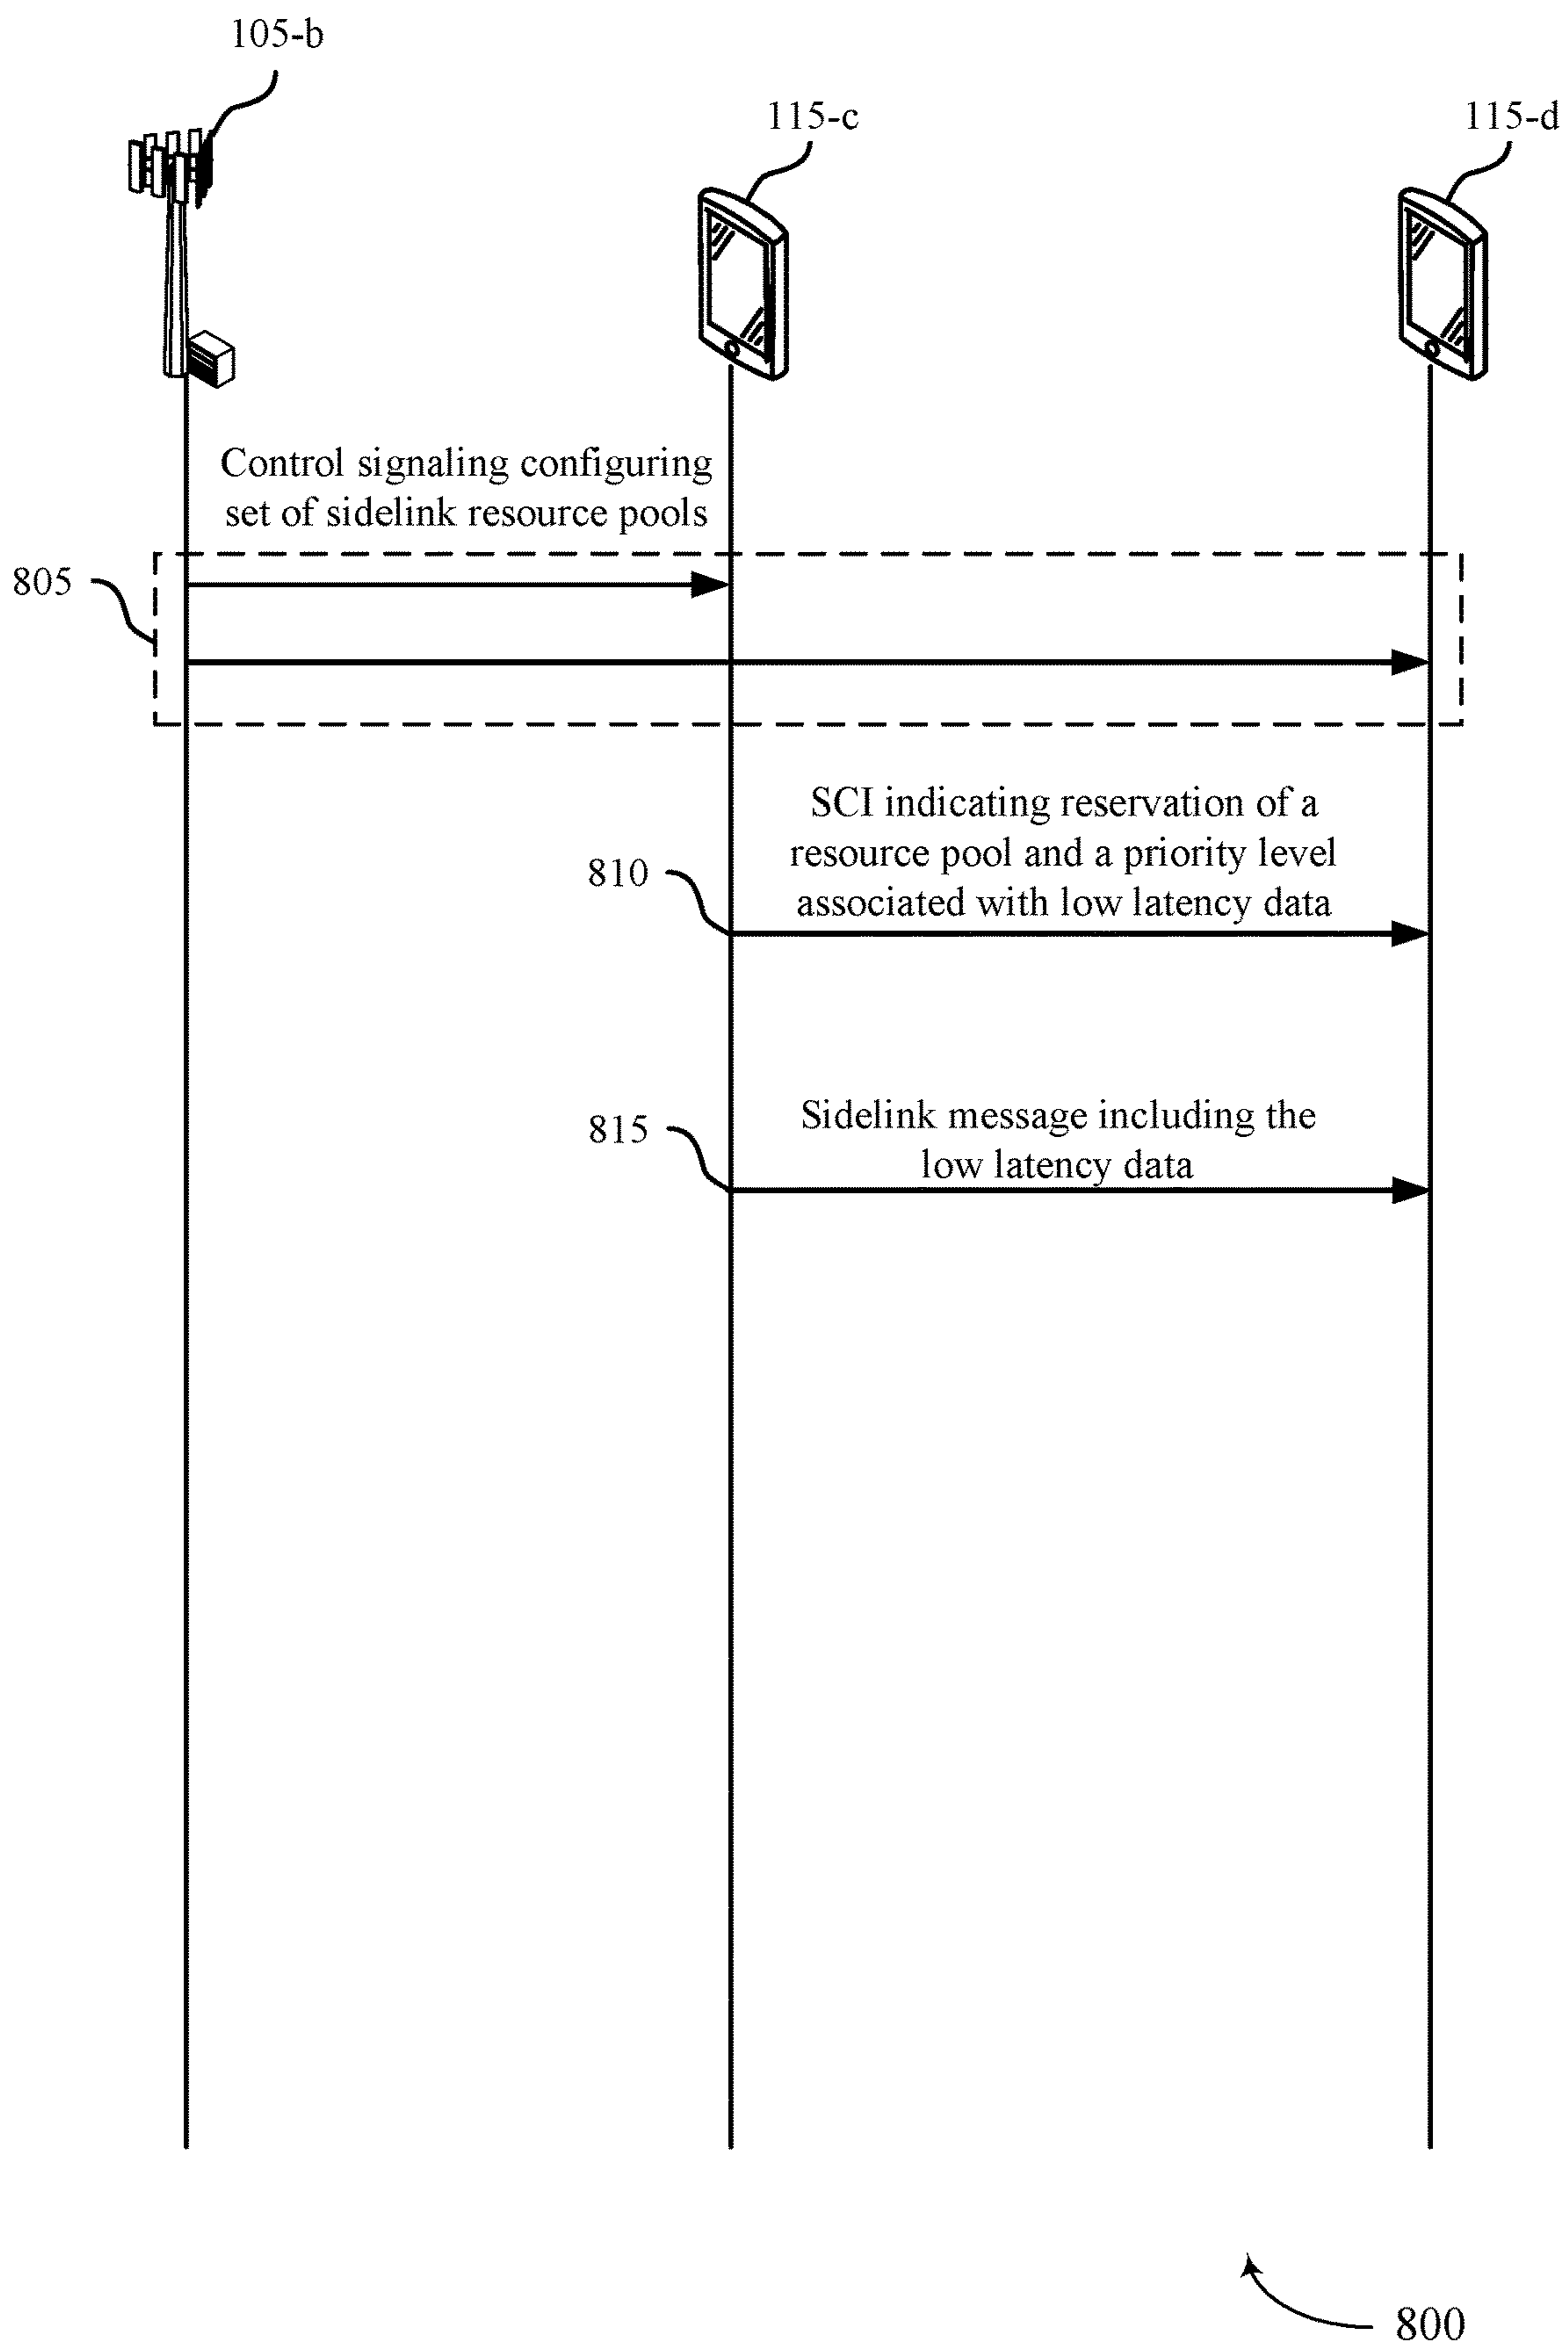 105-b
115-c
115-d
Control signaling configuring
set of sidelink resource pools
805
SCI indicating reservation of a
resource pool and a priority level
associated with low latency data
810
Sidelink message including the
low latency data
815
800